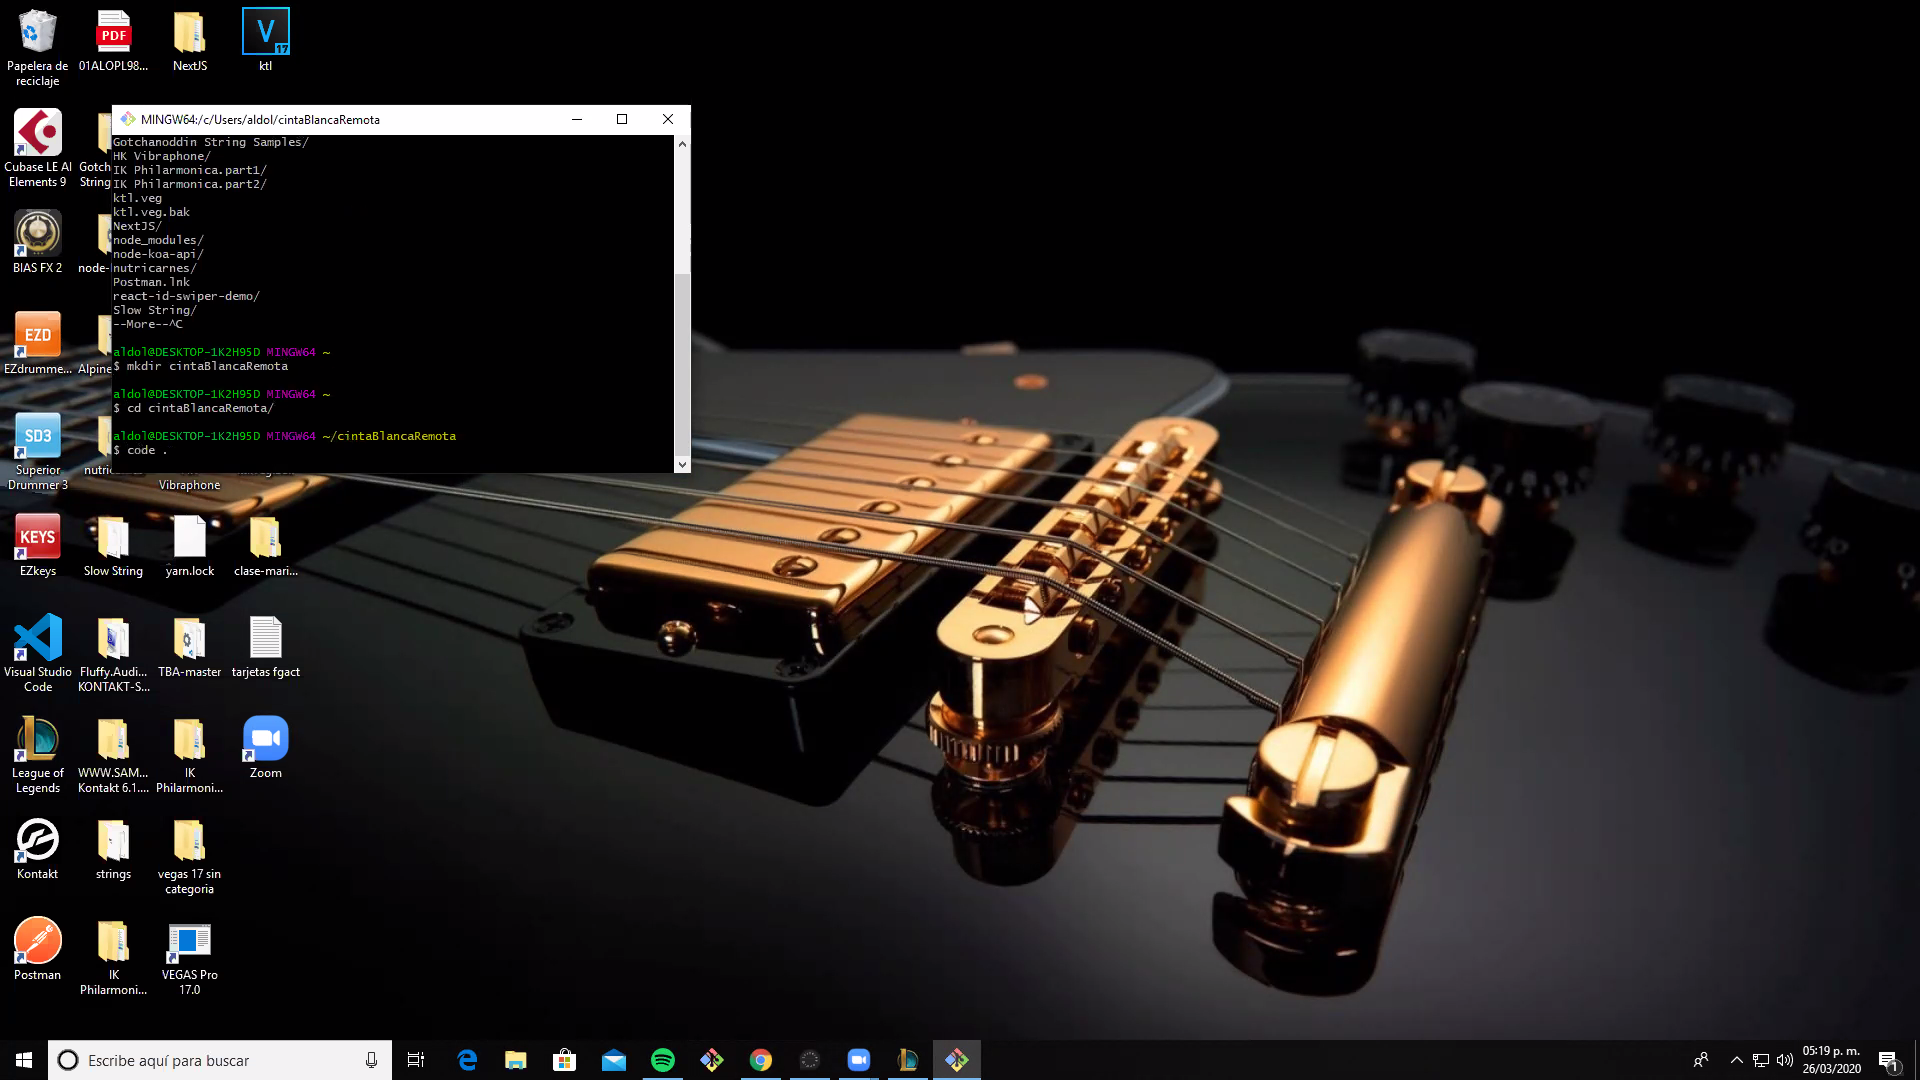 Papelera de
reciclaje
PDF
01ALOPL98...
NextJS
V
17
ktl
Cubase LE AI
Elements 9
Gotch
String
BIAS FX 2
node-
EZD
EZdrumme...
Alpine
SD3
Superior
Drummer 3
nutri
Vibraphone
KEYS
EZkeys
Slow String
yarn.lock
clase-mari...
Visual Studio
Code
Fluffy.Audi...
KONTAKT-S...
TBA-master
tarjetas fgact
League of
Legends
WWW.SAM...
Kontakt 6.1....
IK
Philarmoni...
Zoom
Kontakt
strings
vegas 17 sin
categoria
Postman
IK
Philarmoni...
VEGAS Pro
17.0
MINGW64:/c/Users/aldol/cintaBlancaRemota
Gotchanoddin String Samples/
HK Vibraphone/
IK Philarmonica.part1/
IK Philarmonica.part2/
ktl.veg
ktl.veg.bak
NextJS/
node_modules/
node-koa-api/
nutricarnes/
Postman.lnk
react-id-swiper-demo/
Slow String/
--More--^C
aldol@DESKTOP-1K2H95D MINGW64 ~
$ mkdir cintaBlancaRemota
aldol@DESKTOP-1K2H95D MINGW64 ~
$ cd cintaBlancaRemota/
aldol@DESKTOP-1K2H95D MINGW64 ~/cintaBlancaRemota
$ code .
Escribe aquí para buscar
05:19 p. m.
26/03/2020
1